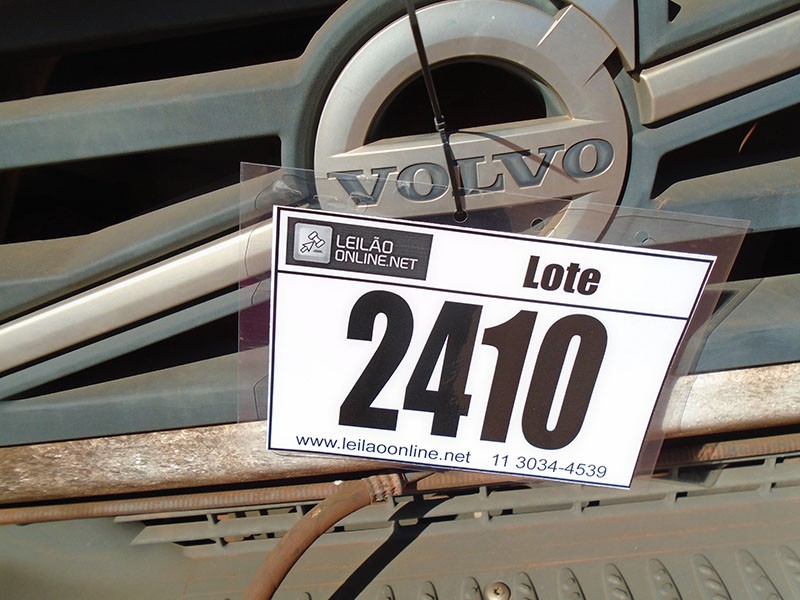 VOLVO
LEILÃO
ONLINE.NET
Lote
2410
www.leilaoonline.net 11 3034-4539